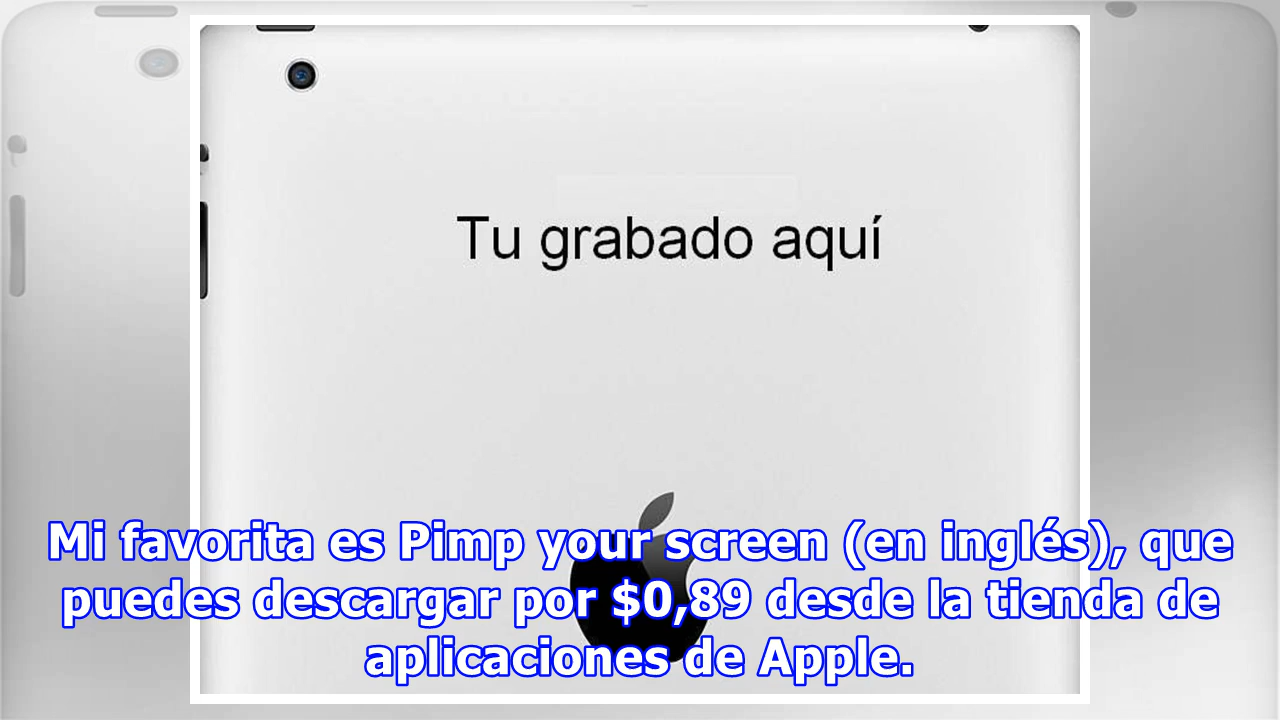 Tu grabado aquí
Mi favorita es Pimp your screen (en inglés), que
puedes descargar por $0,89 desde la tienda de
aplicaciones de Apple.